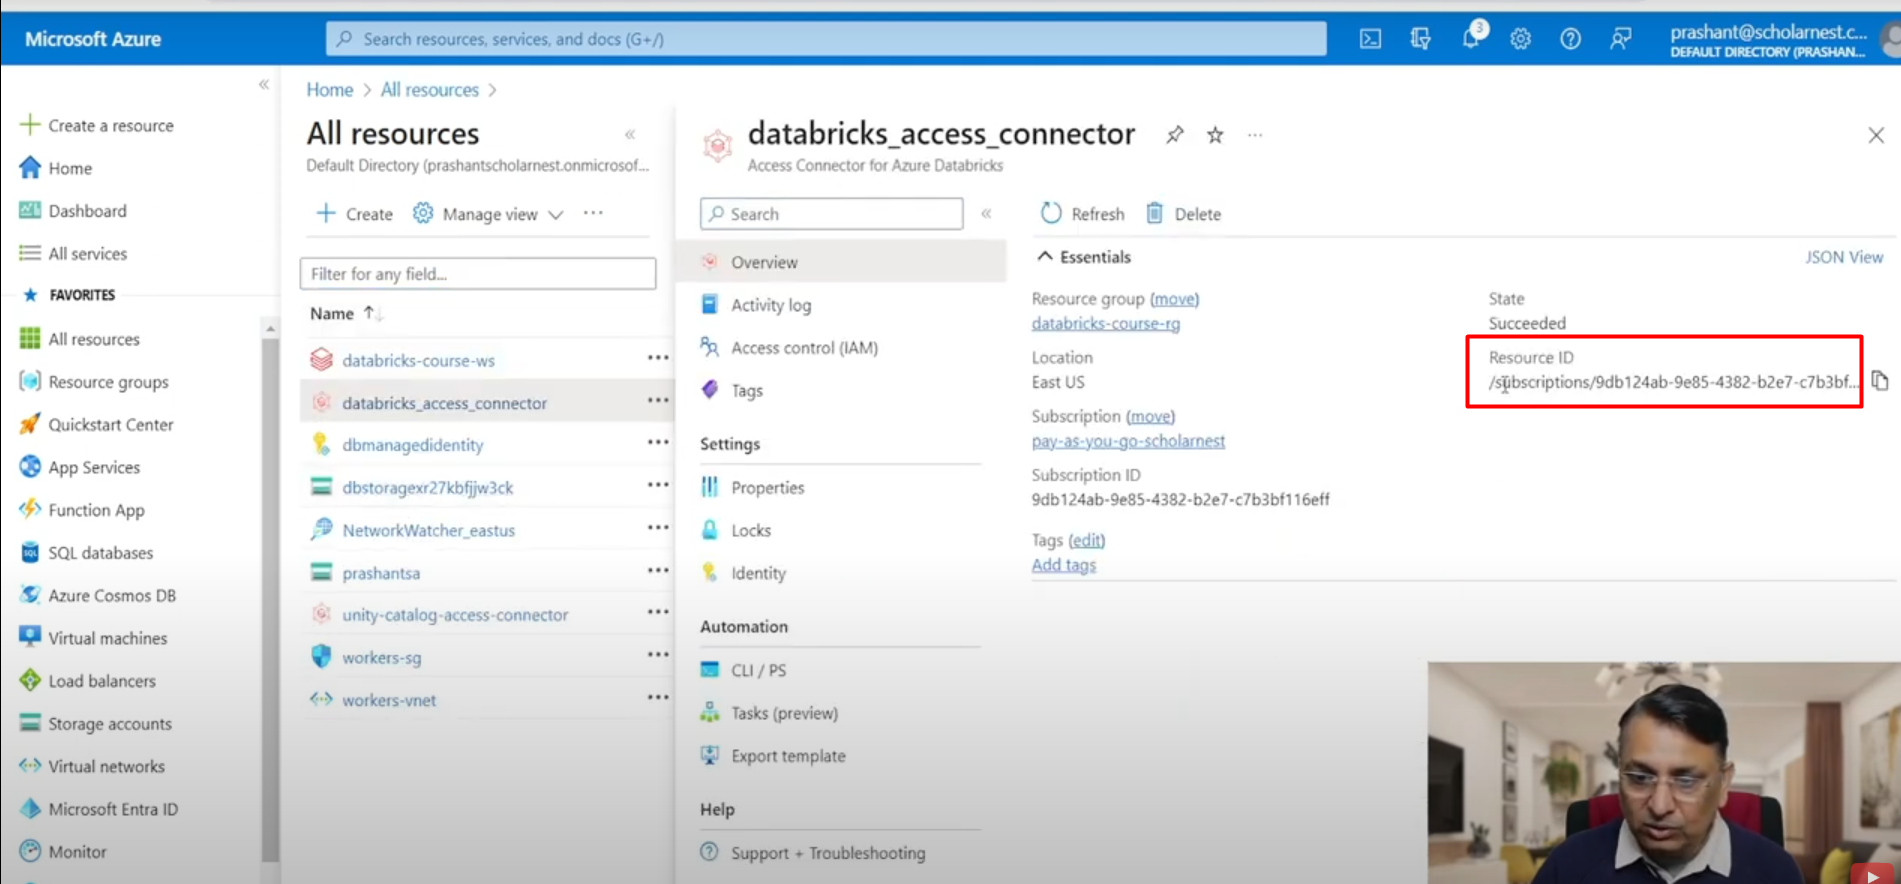 Microsoft Azure
Search resources, services, and docs (G+/)
3
prashant@scholarnest.c...
DEFAULT DIRECTORY (PRASHAN...
Create a resource
Home
Dashboard
All services
FAVORITES
All resources
Resource groups
Quickstart Center
App Services
Function App
SQL databases
Azure Cosmos DB
Virtual machines
Load balancers
Storage accounts
Virtual networks
Microsoft Entra ID
Monitor
Home > All resources >
All resources
Default Directory (prashantscholarnest.onmicrosof...
Create
Manage view
Filter for any field...
Name
databricks-course-ws
databricks_access_connector
dbmanagedidentity
dbstoragexr27kbfjjw3ck
NetworkWatcher_eastus
prashantsa
unity-catalog-access-connector
workers-sg
workers-vnet
databricks_access_connector
Access Connector for Azure Databricks
Search
Overview
Activity log
Access control (IAM)
Tags
Settings
Properties
Locks
Identity
Automation
CLI / PS
Tasks (preview)
Export template
Help
Support + Troubleshooting
Refresh
Delete
Essentials
JSON View
Resource group (move)
databricks-course-rg
Location
East US
Subscription (move)
pay-as-you-go-scholarnest
Subscription ID
9db124ab-9e85-4382-b2e7-c7b3bf116eff
Tags (edit)
Add tags
State
Succeeded
Resource ID
/subscriptions/9db124ab-9e85-4382-b2e7-c7b3bf...